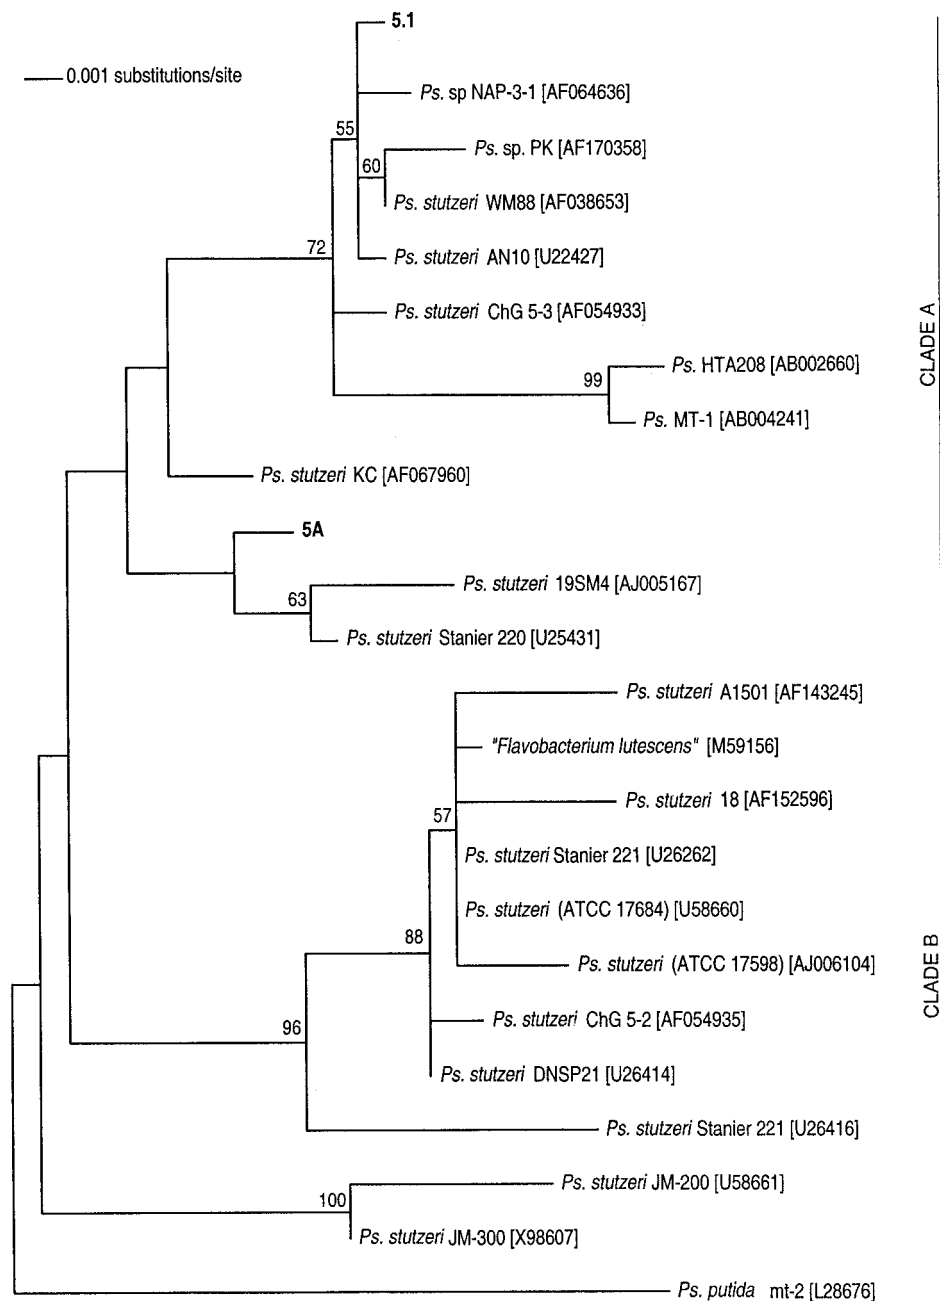 5.1
0.001 substitutions/site
Ps. sp NAP-3-1 [AF064636]
55
Ps. sp. PK [AF170358]
60
Ps. stutzeri WM88 [AF038653]
72
Ps. stutzeri AN10 [U22427]
Ps. stutzeri ChG 5-3 [AF054933]
CLADE A
Ps. HTA208 [AB002660]
99
Ps. MT-1 [AB004241]
Ps. stutzeri KC [AF067960]
5A
Ps. stutzeri 19SM4 [AJ005167]
63
Ps. stutzeri Stanier 220 [U25431]
Ps. stutzeri A1501 [AF143245]
"Flavobacterium lutescens" [M59156]
Ps. stutzeri 18 [AF152596]
57
Ps. stutzeri Stanier 221 [U26262]
Ps. stutzeri (ATCC 17684) [U58660]
88
Ps. stutzeri (ATCC 17598) [AJ006104]
CLADE B
Ps. stutzeri ChG 5-2 [AF054935]
96
Ps. stutzeri DNSP21 [U26414]
Ps. stutzeri Stanier 221 [U26416]
Ps. stutzeri JM-200 [U58661]
100
Ps. stutzeri JM-300 [X98607]
Ps. putida mt-2 [L28676]